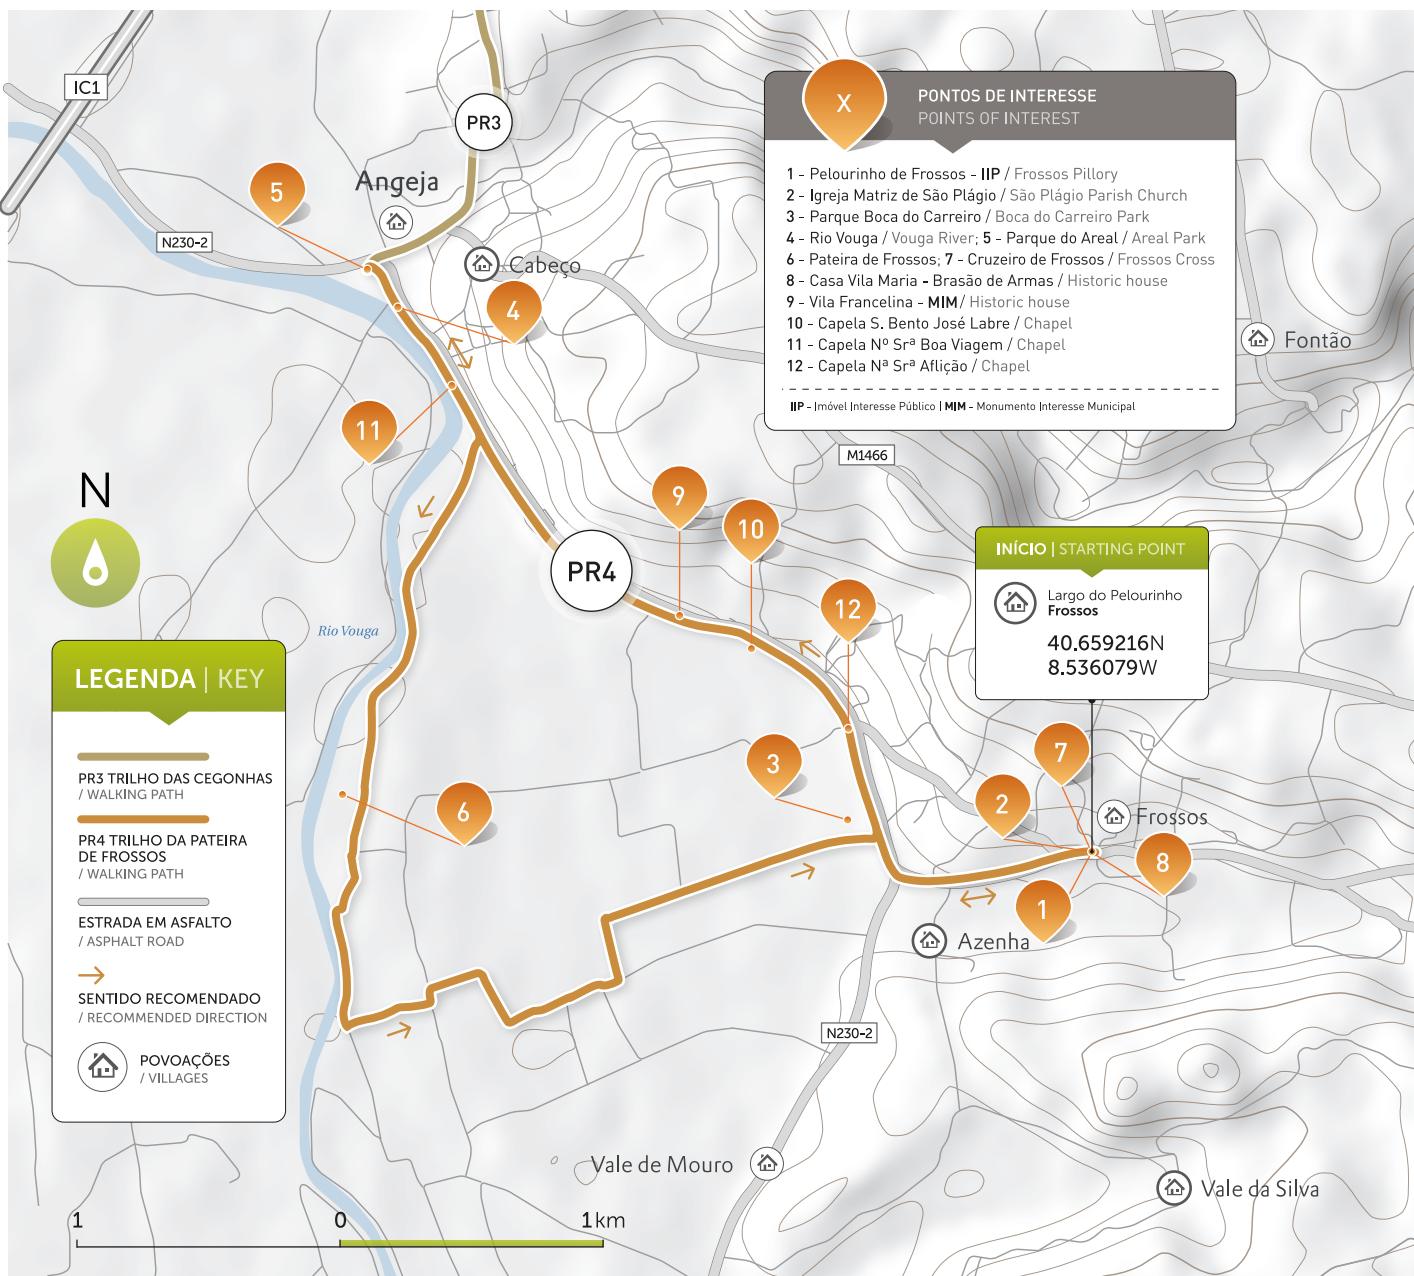 IC1
PR3
X
PONTOS DE INTERESSE
POINTS OF INTEREST
1 - Pelourinho de Frossos - IIP / Frossos Pillory
2 - Igreja Matriz de São Plágio / São Plágio Parish Church
3 - Parque Boca do Carreiro / Boca do Carreiro Park
4 - Rio Vouga / Vouga River; 5 - Parque do Areal / Areal Park
6 - Pateira de Frossos; 7 - Cruzeiro de Frossos / Frossos Cross
8 - Casa Vila Maria - Brasão de Armas / Historic house
9 - Vila Francelina - MIM / Historic house
10 - Capela S. Bento José Labre / Chapel
11 - Capela Nº Srª Boa Viagem / Chapel
12 - Capela Nª Srª Aflição / Chapel
IIP - Imóvel Interesse Público | MIM - Monumento Interesse Municipal
5
Angeja
N230-2
Cabeço
4
Fontão
11
M1466
N
9
10
INÍCIO | STARTING POINT
Largo do Pelourinho
Frossos
40.659216N
8.536079W
PR4
12
Rio Vouga
LEGENDA | KEY
PR3 TRILHO DAS CEGONHAS
/ WALKING PATH
PR4 TRILHO DA PATEIRA
DE FROSSOS
/ WALKING PATH
ESTRADA EM ASFALTO
/ ASPHALT ROAD
SENTIDO RECOMENDADO
/ RECOMMENDED DIRECTION
POVOAÇÕES
/ VILLAGES
7
3
6
2
Frossos
8
1
Azenha
N230-2
Vale de Mouro
Vale da Silva
1
0
1 km